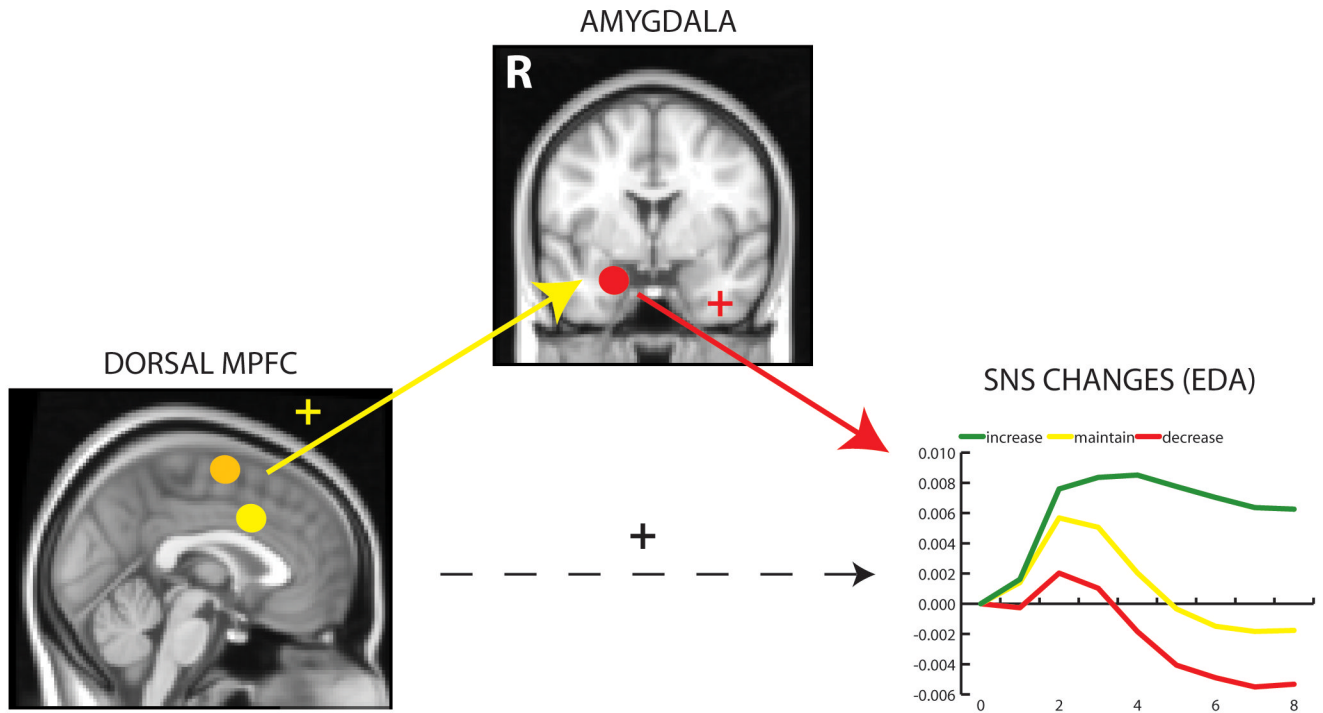 AMYGDALA
R
+
DORSAL MPFC
+
+
SNS CHANGES (EDA)
increase maintain decrease
0.010
0.008
0.006
0.004
0.002
0.000
-0.002
-0.004
-0.006
0 2 4 6 8